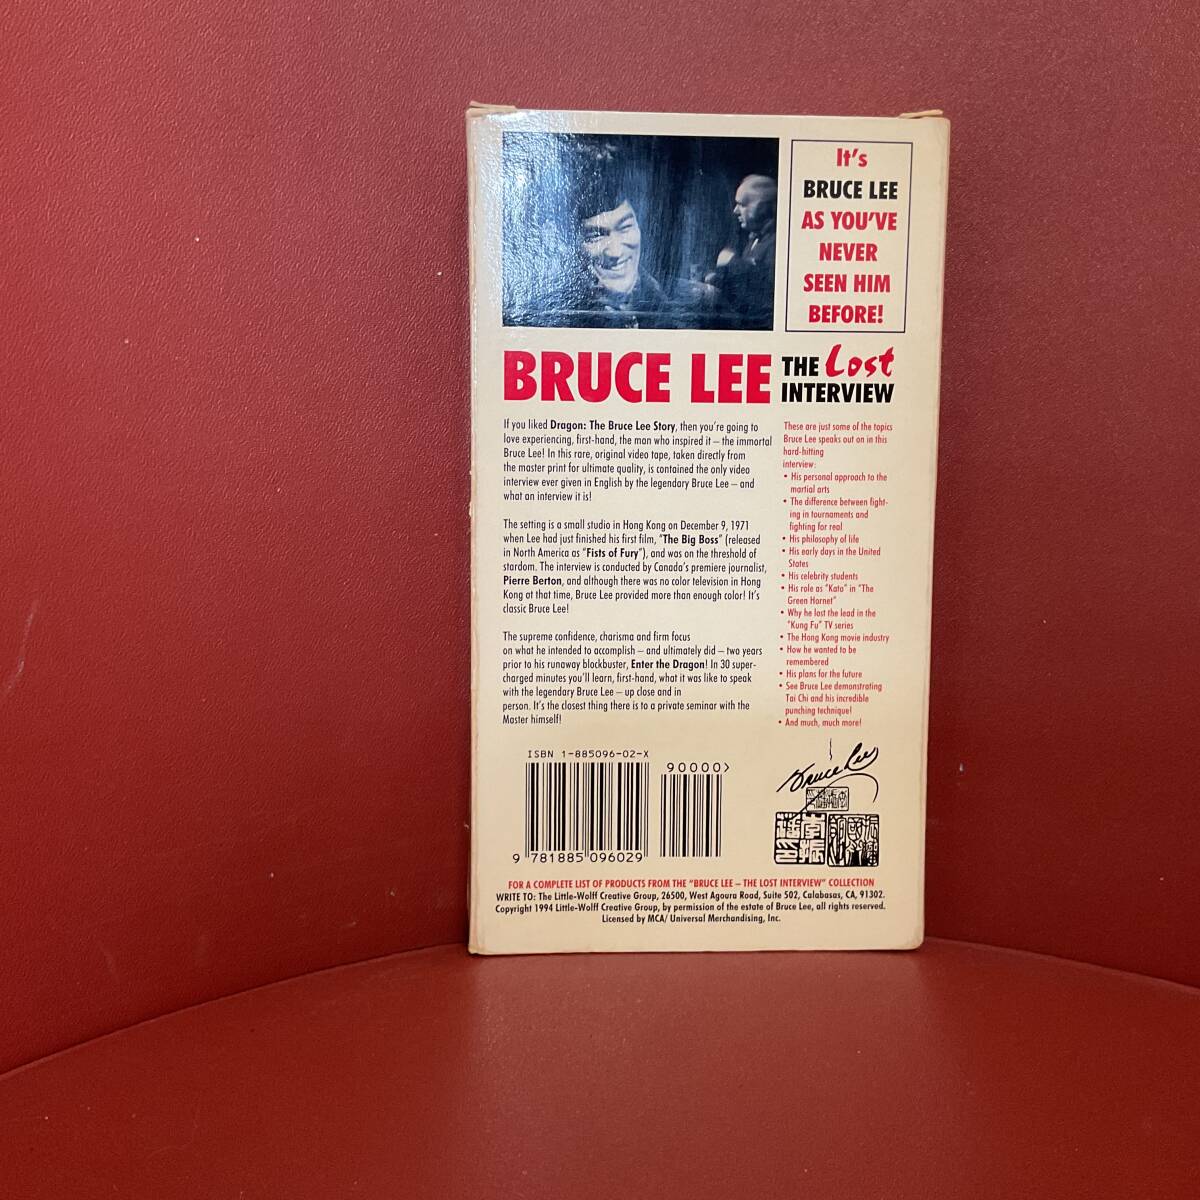 It's
BRUCE LEE
AS YOU'VE
NEVER
SEEN HIM
BEFORE!
BRUCE LEE THE Lost INTERVIEW
If you liked Dragon: The Bruce Lee Story, then you're going to
love experiencing, first-hand, the man who inspired it – the immortal
Bruce Lee! In this rare, original video tape, taken directly from
the master print for ultimate quality, is contained the only video
interview ever given in English by the legendary Bruce Lee – and
what an interview it is!
The setting is a small studio in Hong Kong on December 9, 1971
when Lee had just finished his first film, "The Big Boss" (released
in North America as "Fists of Fury"), and was on the threshold of
stardom. The interview is conducted by Canada's premiere journalist,
Pierre Berton, and although there was no color television in Hong
Kong at that time, Bruce Lee provided more than enough color! It's
classic Bruce Lee!
The supreme confidence, charisma and firm focus
on what he intended to accomplish – and ultimately did – two years
prior to his runaway blockbuster, Enter the Dragon! In 30 super-
charged minutes you'll learn, first-hand, what it was like to speak
with the legendary Bruce Lee – up close and in
person. It's the closest thing there is to a private seminar with the
Master himself!
These are just some of the topics
Bruce Lee speaks out on in this
hard-hitting
interview:
• His personal approach to the
martial arts
• The difference between fight-
ing in tournaments and
fighting for real
• His philosophy of life
• His early days in the United
States
• His celebrity students
• His role as "Kato" in "The
Green Hornet"
• Why he lost the lead in the
"Kung Fu" TV series
• The Hong Kong movie industry
• How he wanted to be
remembered
• His plans for the future
• See Bruce Lee demonstrating
Tai Chi and his incredible
punching technique!
• And much, much more!
ISBN 1-885096-02-X
90000>
9 781885 096029
Bruce Lee
FOR A COMPLETE LIST OF PRODUCTS FROM THE "BRUCE LEE – THE LOST INTERVIEW" COLLECTION
WRITE TO: The Little-Wolff Creative Group, 26500, West Agoura Road, Suite 502, Calabasas, CA, 91302.
Copyright 1994 Little-Wolff Creative Group, by permission of the estate of Bruce Lee, all rights reserved.
Licensed by MCA/ Universal Merchandising, Inc.